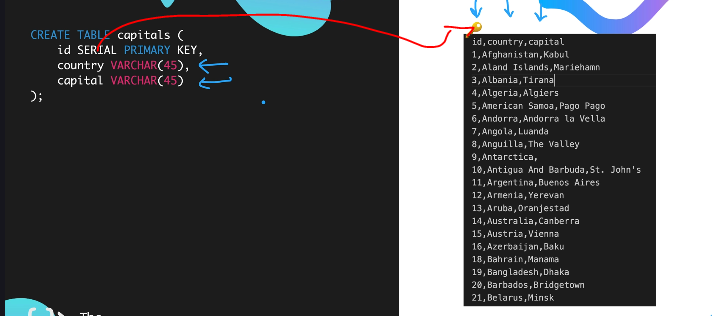 CREATE TABLE capitals (
id SERIAL PRIMARY KEY,
country VARCHAR(45),
capital VARCHAR(45)
);
The
id,country,capital
1,Afghanistan,Kabul
2,Aland Islands,Mariehamn
3,Albania,Tirana
4,Algeria,Algiers
5,American Samoa,Pago Pago
6,Andorra,Andorra la Vella
7,Angola,Luanda
8,Anguilla,The Valley
9,Antarctica,
10,Antigua And Barbuda,St. John's
11,Argentina,Buenos Aires
12,Armenia,Yerevan
13,Aruba,Oranjestad
14,Australia,Canberra
15,Austria,Vienna
16,Azerbaijan,Baku
18,Bahrain,Manama
19,Bangladesh,Dhaka
20,Barbados,Bridgetown
21,Belarus,Minsk